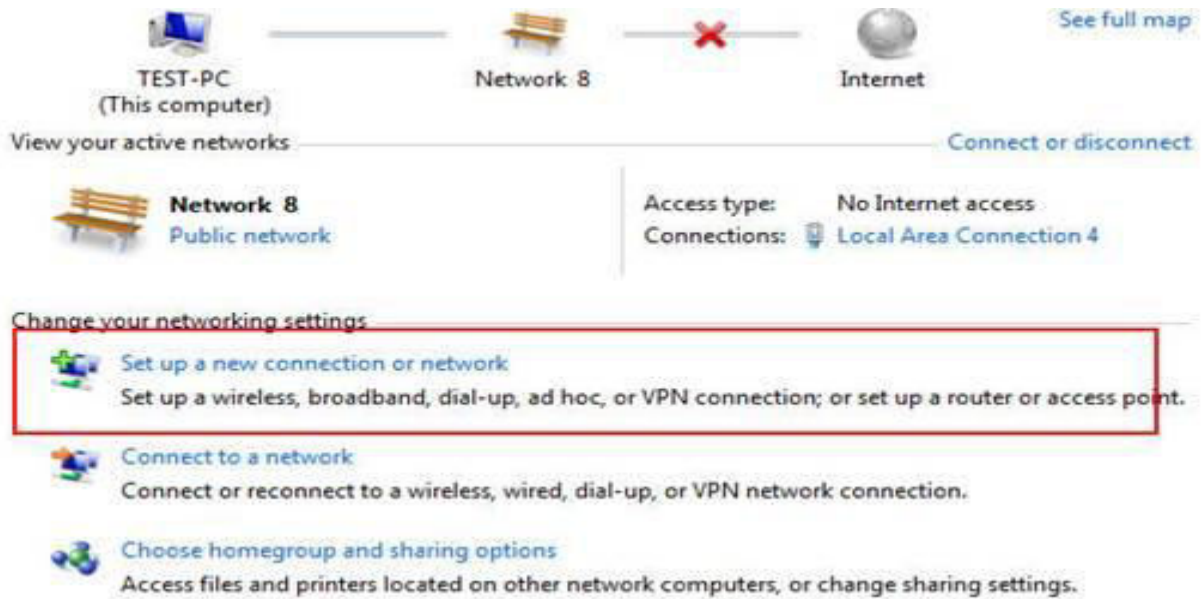 See full map
TEST-PC
(This computer)
Network 8
Internet
View your active networks
Connect or disconnect
Network 8
Public network
Access type: No Internet access
Connections: Local Area Connection 4
Change your networking settings
Set up a new connection or network
Set up a wireless, broadband, dial-up, ad hoc, or VPN connection; or set up a router or access point.
Connect to a network
Connect or reconnect to a wireless, wired, dial-up, or VPN network connection.
Choose homegroup and sharing options
Access files and printers located on other network computers, or change sharing settings.